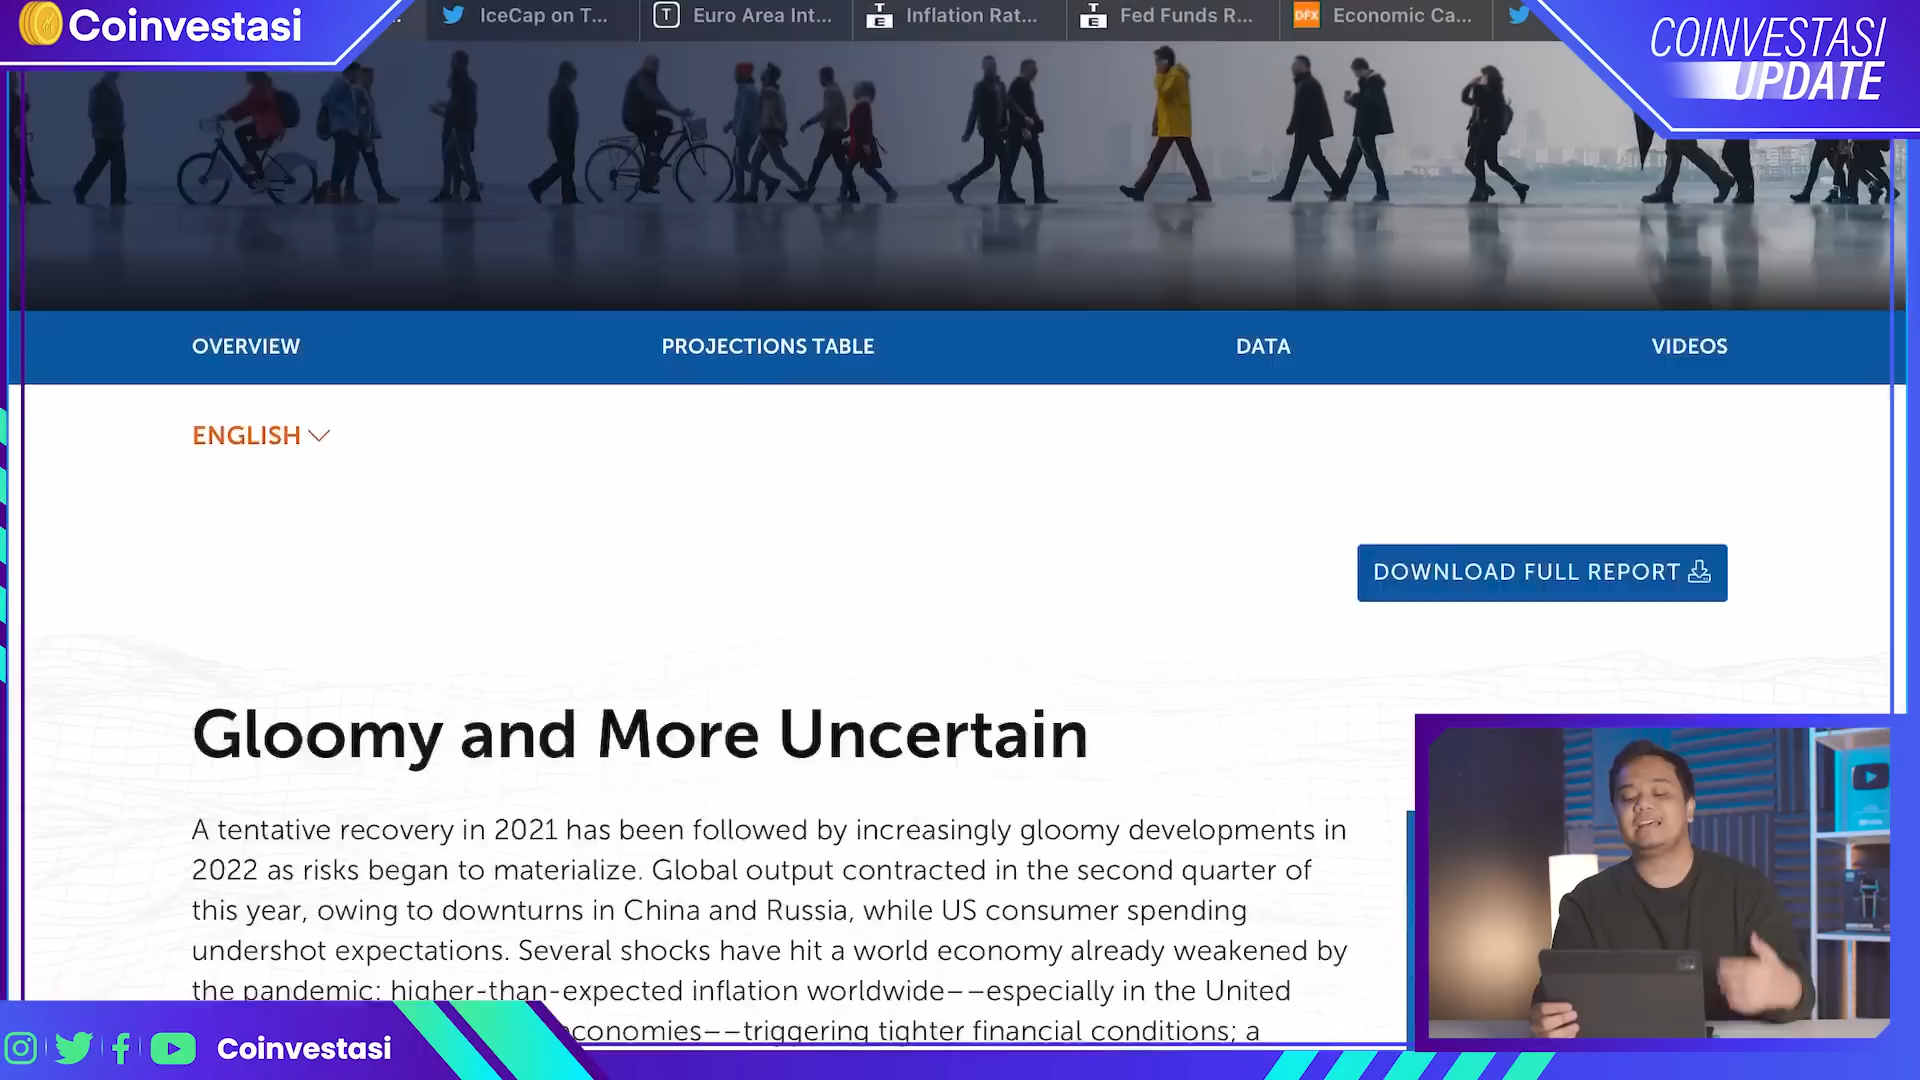 Coinvestasi
IceCap on T...
Euro Area Int...
Inflation Rat...
Fed Funds R...
DFX
Economic Ca...
COINVESTASI
UPDATE
OVERVIEW
PROJECTIONS TABLE
DATA
VIDEOS
ENGLISH
DOWNLOAD FULL REPORT
Gloomy and More Uncertain
A tentative recovery in 2021 has been followed by increasingly gloomy developments in
2022 as risks began to materialize. Global output contracted in the second quarter of
this year, owing to downturns in China and Russia, while US consumer spending
undershot expectations. Several shocks have hit a world economy already weakened by
the pandemic: higher-than-expected inflation worldwide––especially in the United
economies––triggering tighter financial conditions; a
Coinvestasi